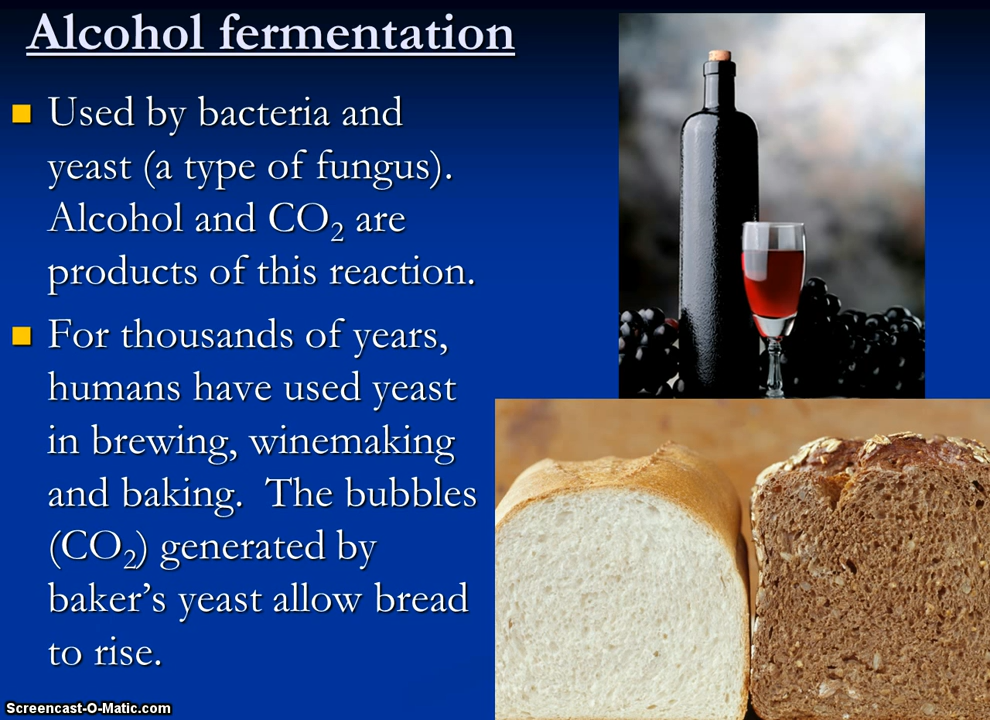 Alcohol fermentation
Used by bacteria and
yeast (a type of fungus).
Alcohol and CO₂ are
products of this reaction.
For thousands of years,
humans have used yeast
in brewing, winemaking
and baking.  The bubbles
(CO₂) generated by
baker’s yeast allow bread
to rise.
Screencast-O-Matic.com